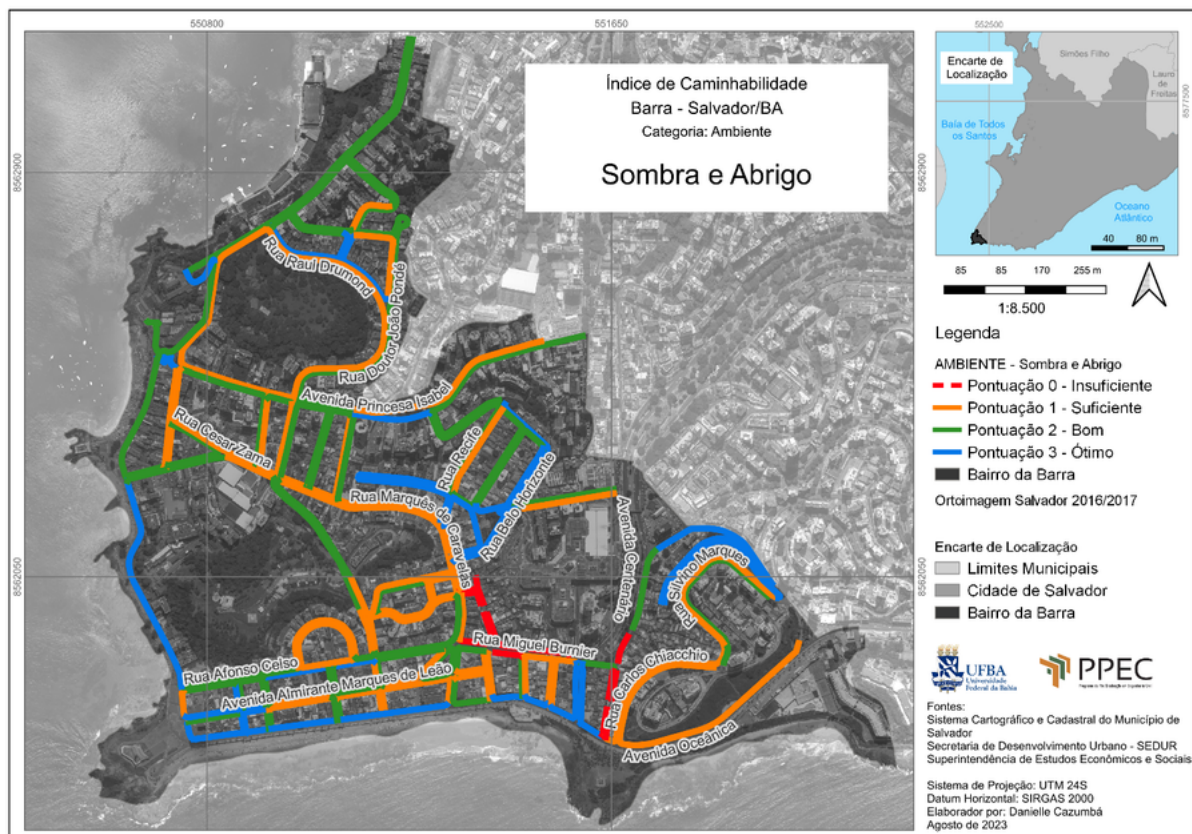 550800
551650
552500
Índice de Caminhabilidade
Barra - Salvador/BA
Categoria: Ambiente
Sombra e Abrigo
8562900
8562900
8562050
8562050
Rua Raul Drumond
Rua Doutor João Pondé
Avenida Princesa Isabel
Rua Cesar Zama
Rua Recife
Rua Belo Horizonte
Rua Marquês de Caravelas
Avenida Centenário
Rua Silvino Marques
Rua Miguel Burnier
Rua Carlos Chiacchio
Rua Afonso Celso
Avenida Almirante Marques de Leão
Avenida Oceânica
Encarte de
Localização
Simões Filho
Lauro
de
Freitas
8577500
Baía de Todos
os Santos
Oceano
Atlântico
40 80 m
85 85 170 255 m
1:8.500
Legenda
AMBIENTE - Sombra e Abrigo
Pontuação 0 - Insuficiente
Pontuação 1 - Suficiente
Pontuação 2 - Bom
Pontuação 3 - Ótimo
Bairro da Barra
Ortoimagem Salvador 2016/2017
Encarte de Localização
Limites Municipais
Cidade de Salvador
Bairro da Barra
UFBA
Universidade
Federal da Bahia
PPEC
Fontes:
Sistema Cartográfico e Cadastral do Município de
Salvador
Secretaria de Desenvolvimento Urbano - SEDUR
Superintendência de Estudos Econômicos e Sociais
Sistema de Projeção: UTM 24S
Datum Horizontal: SIRGAS 2000
Elaborador por: Danielle Cazumbá
Agosto de 2023